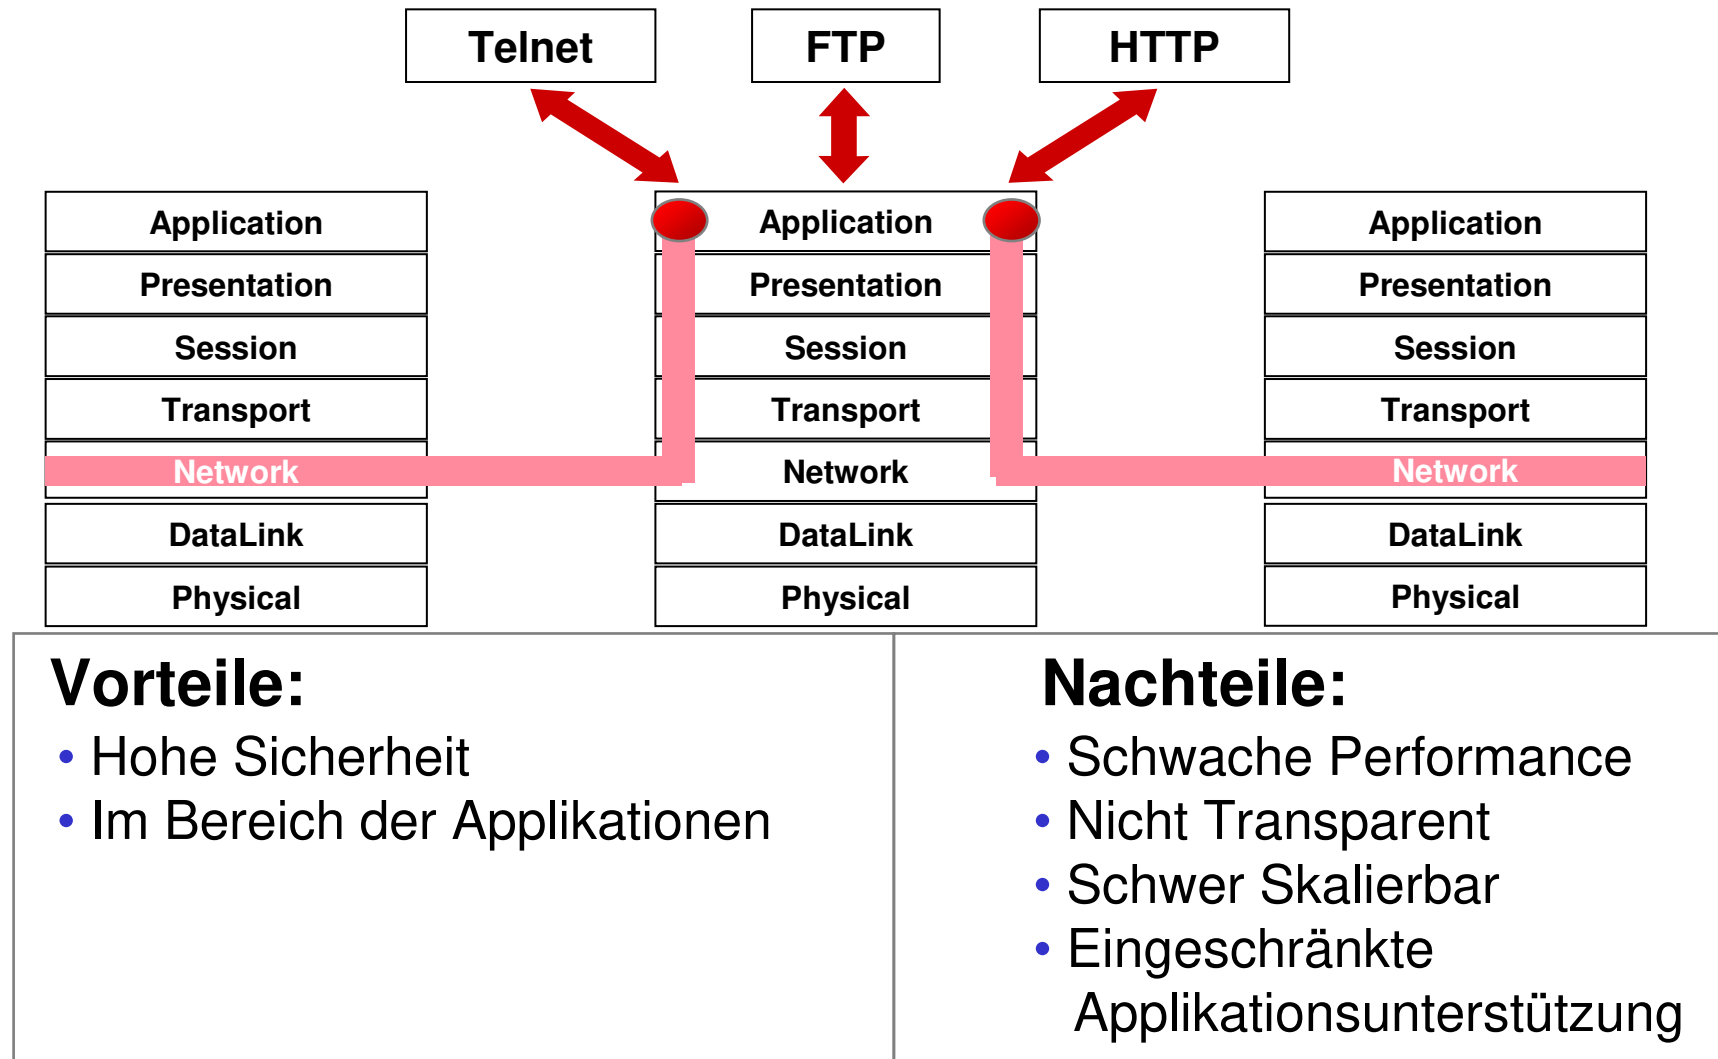 Telnet FTP HTTP
Application Application Application
Presentation Presentation Presentation
Session Session Session
Transport Transport Transport
Network Network Network
DataLink DataLink DataLink
Physical Physical Physical
Vorteile:
• Hohe Sicherheit
• Im Bereich der Applikationen
Nachteile:
• Schwache Performance
• Nicht Transparent
• Schwer Skalierbar
• Eingeschränkte
Applikationsunterstützung